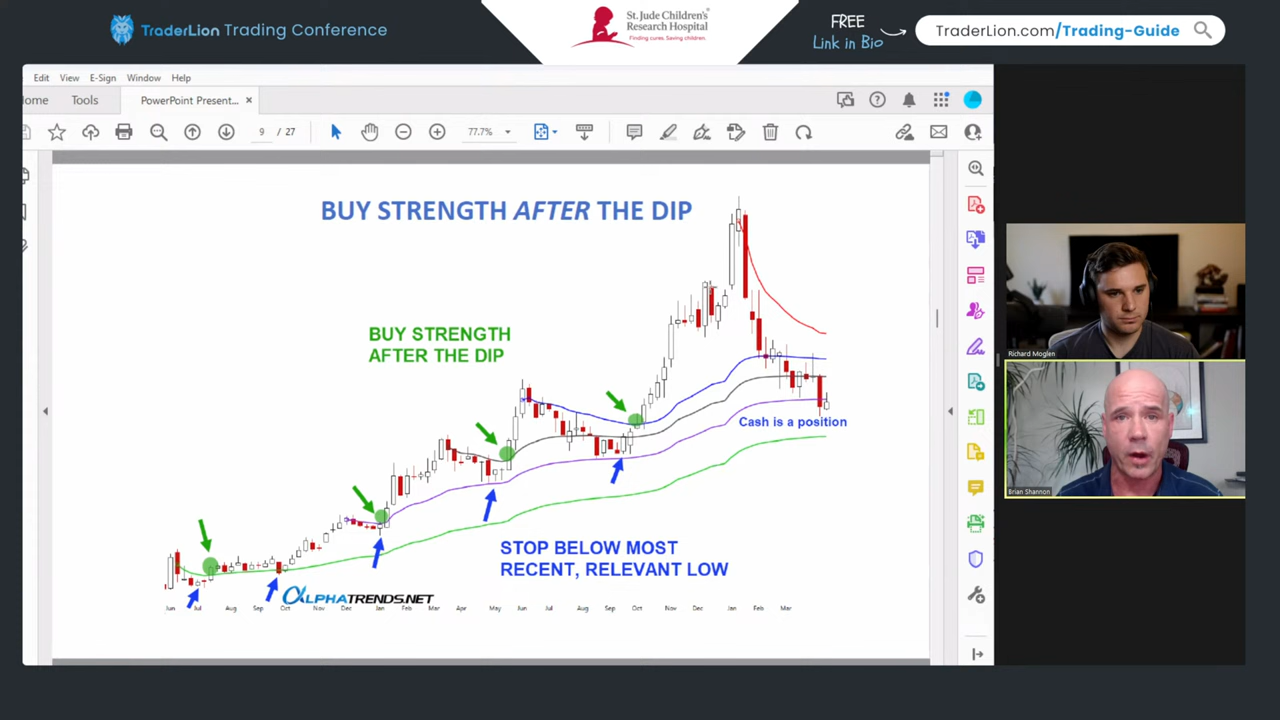 TraderLion Trading Conference
St. Jude Children's
Research Hospital
Finding cures. Saving children.
FREE
Link in Bio
TraderLion.com/Trading-Guide
Edit View E-Sign Window Help
ome Tools PowerPoint Present... ×
9 / 27 77.7%
BUY STRENGTH AFTER THE DIP
BUY STRENGTH
AFTER THE DIP
Cash is a position
STOP BELOW MOST
RECENT, RELEVANT LOW
ALPHATRENDS.NET
Jun Jul Aug Sep Oct Nov Dec Jan Feb Mar Apr May Jun Jul Aug Sep Oct Nov Dec Jan Feb Mar
Richard Moglen
Brian Shannon